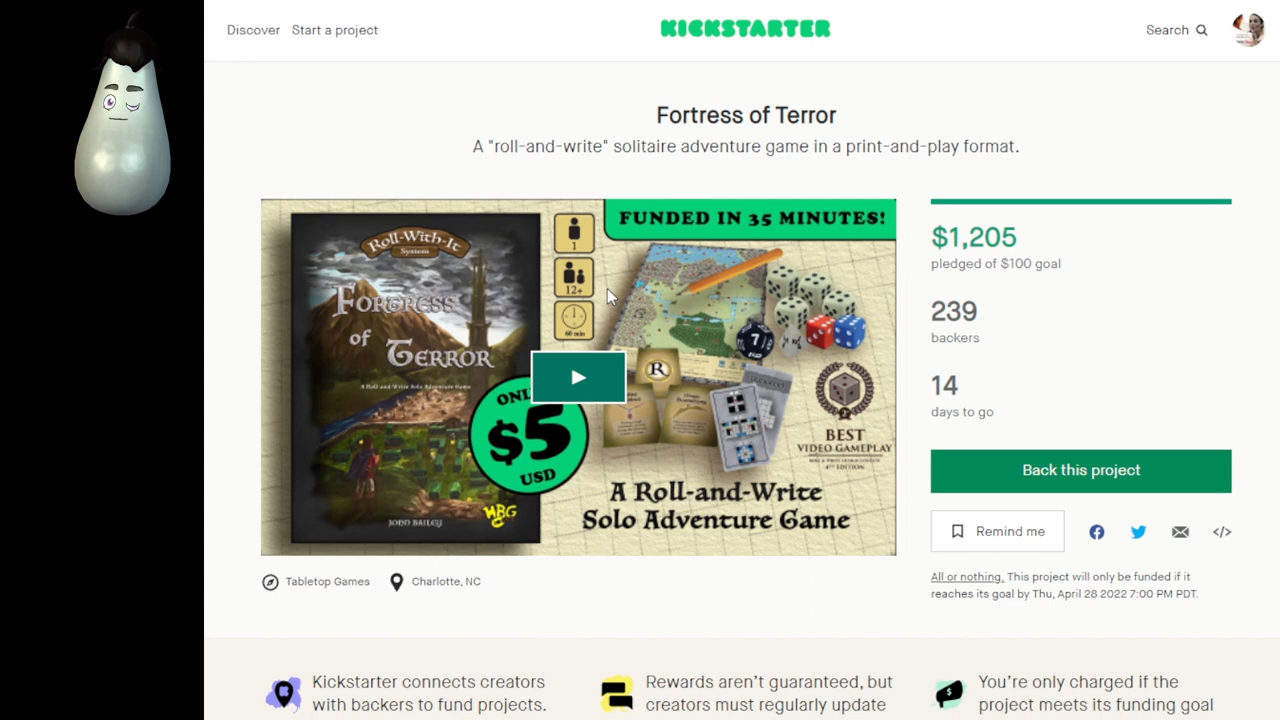 Discover Start a project
KICKSTARTER
Search
Fortress of Terror
A "roll-and-write" solitaire adventure game in a print-and-play format.
FUNDED IN 35 MINUTES!
Roll-With-It
System
Fortress
of
Terror
A Roll and Write Solo Adventure Game
JOHN BAILEY
WBG
1
12+
60 min
ONLY
$5
USD
7
R
BEST
VIDEO GAMEPLAY
A Roll-and-Write
Solo Adventure Game
$1,205
pledged of $100 goal
239
backers
14
days to go
Back this project
Remind me
All or nothing. This project will only be funded if it
reaches its goal by Thu, April 28 2022 7:00 PM PDT.
Tabletop Games Charlotte, NC
Kickstarter connects creators
with backers to fund projects.
Rewards aren't guaranteed, but
creators must regularly update
You're only charged if the
project meets its funding goal